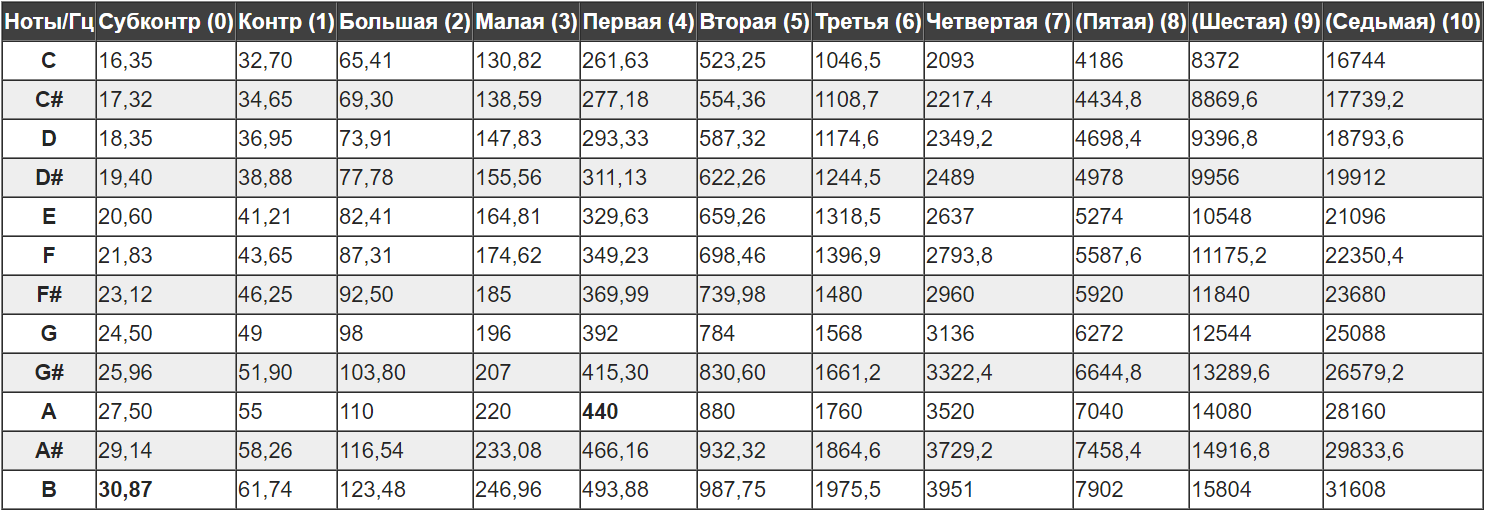 Ноты/Гц Субконтр (0) Контр (1) Большая (2) Малая (3) Первая (4) Вторая (5) Третья (6) Четвертая (7) (Пятая) (8) (Шестая) (9) (Седьмая) (10)
C 16,35 32,70 65,41 130,82 261,63 523,25 1046,5 2093 4186 8372 16744
C# 17,32 34,65 69,30 138,59 277,18 554,36 1108,7 2217,4 4434,8 8869,6 17739,2
D 18,35 36,95 73,91 147,83 293,33 587,32 1174,6 2349,2 4698,4 9396,8 18793,6
D# 19,40 38,88 77,78 155,56 311,13 622,26 1244,5 2489 4978 9956 19912
E 20,60 41,21 82,41 164,81 329,63 659,26 1318,5 2637 5274 10548 21096
F 21,83 43,65 87,31 174,62 349,23 698,46 1396,9 2793,8 5587,6 11175,2 22350,4
F# 23,12 46,25 92,50 185 369,99 739,98 1480 2960 5920 11840 23680
G 24,50 49 98 196 392 784 1568 3136 6272 12544 25088
G# 25,96 51,90 103,80 207 415,30 830,60 1661,2 3322,4 6644,8 13289,6 26579,2
A 27,50 55 110 220 440 880 1760 3520 7040 14080 28160
A# 29,14 58,26 116,54 233,08 466,16 932,32 1864,6 3729,2 7458,4 14916,8 29833,6
B 30,87 61,74 123,48 246,96 493,88 987,75 1975,5 3951 7902 15804 31608